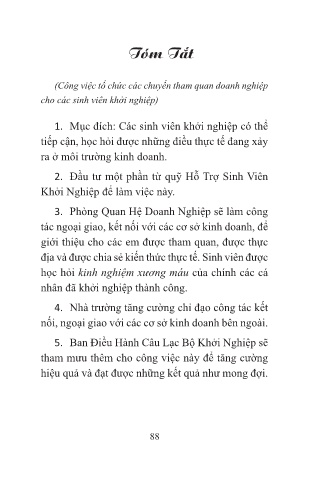 Tóm Tắt
(Công việc tổ chức các chuyến tham quan doanh nghiệp
cho các sinh viên khởi nghiệp)
1. Mục đích: Các sinh viên khởi nghiệp có thể
tiếp cận, học hỏi được những điều thực tế đang xảy
ra ở môi trường kinh doanh.
2. Đầu tư một phần từ quỹ Hỗ Trợ Sinh Viên
Khởi Nghiệp để làm việc này.
3. Phòng Quan Hệ Doanh Nghiệp sẽ làm công
tác ngoại giao, kết nối với các cơ sở kinh doanh, để
giới thiệu cho các em được tham quan, được thực
địa và được chia sẻ kiến thức thực tế. Sinh viên được
học hỏi kinh nghiệm xương máu của chính các cá
nhân đã khởi nghiệp thành công.
4. Nhà trường tăng cường chỉ đạo công tác kết
nối, ngoại giao với các cơ sở kinh doanh bên ngoài.
5. Ban Điều Hành Câu Lạc Bộ Khởi Nghiệp sẽ
tham mưu thêm cho công việc này để tăng cường
hiệu quả và đạt được những kết quả như mong đợi.
88